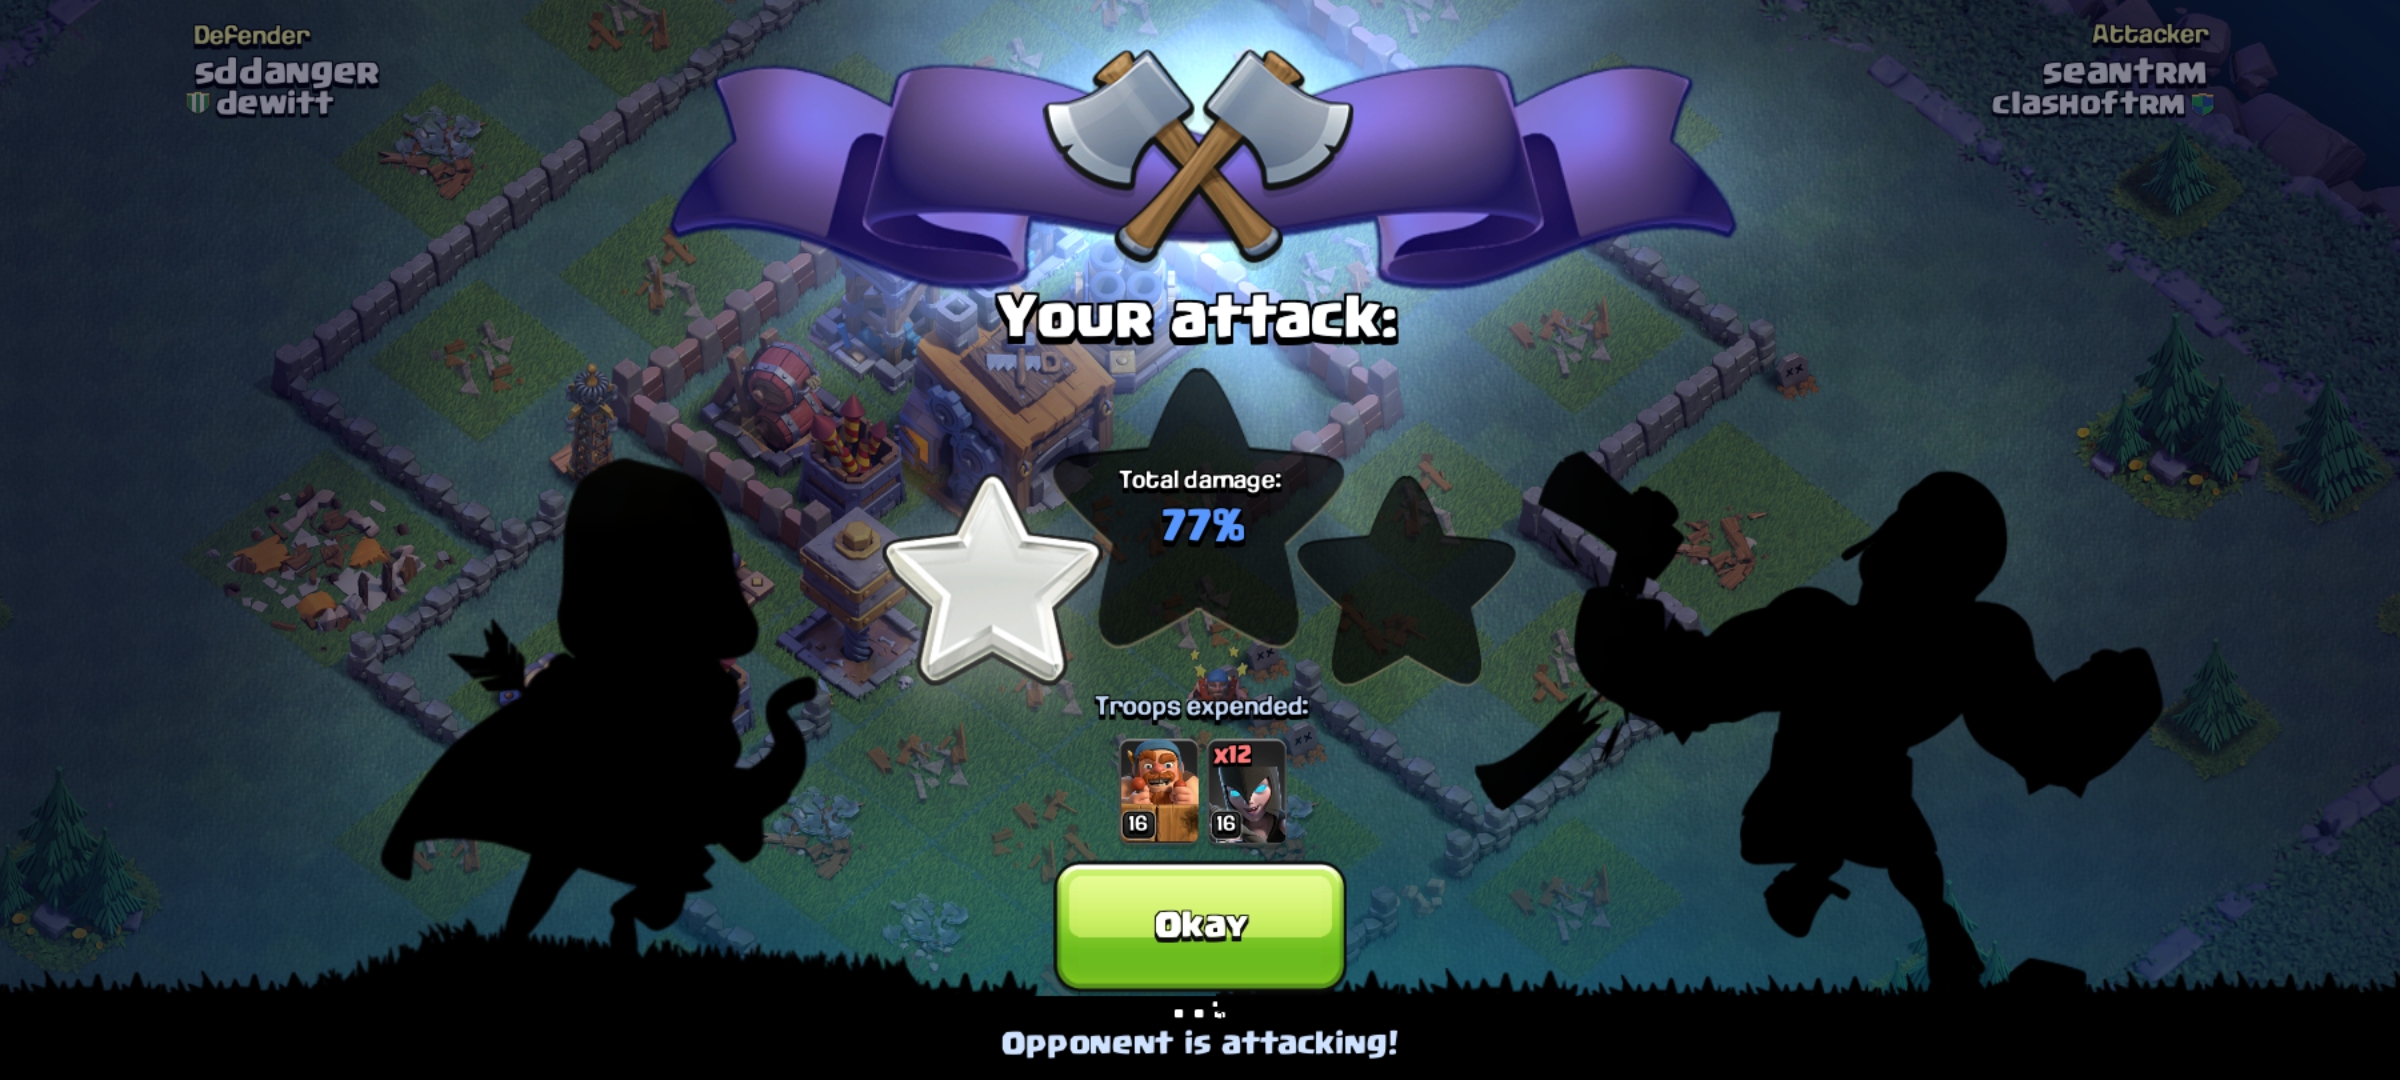 Defender
sddanger
dewitt
Attacker
seantrm
clashoftrm
Your attack:
Total damage:
77%
Troops expended:
x12
16
16
Okay
Opponent is attacking!